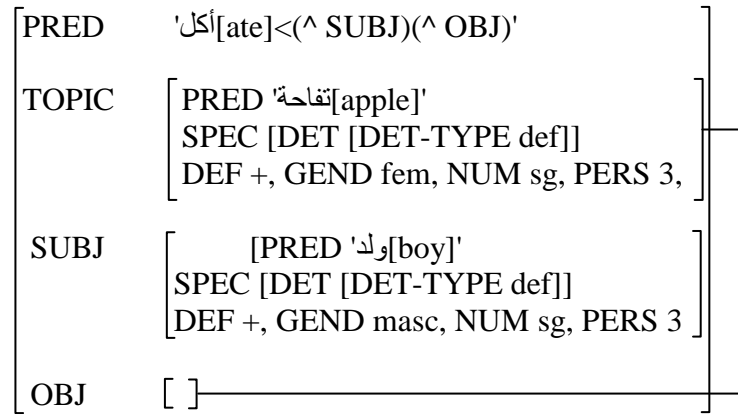 [PRED 'أكل[ate]<(^ SUBJ)(^ OBJ)'
TOPIC [PRED 'تفاحة[apple]'
SPEC [DET [DET-TYPE def]]
DEF +, GEND fem, NUM sg, PERS 3,
SUBJ [PRED 'ولد[boy]'
SPEC [DET [DET-TYPE def]]
DEF +, GEND masc, NUM sg, PERS 3
OBJ [ ]